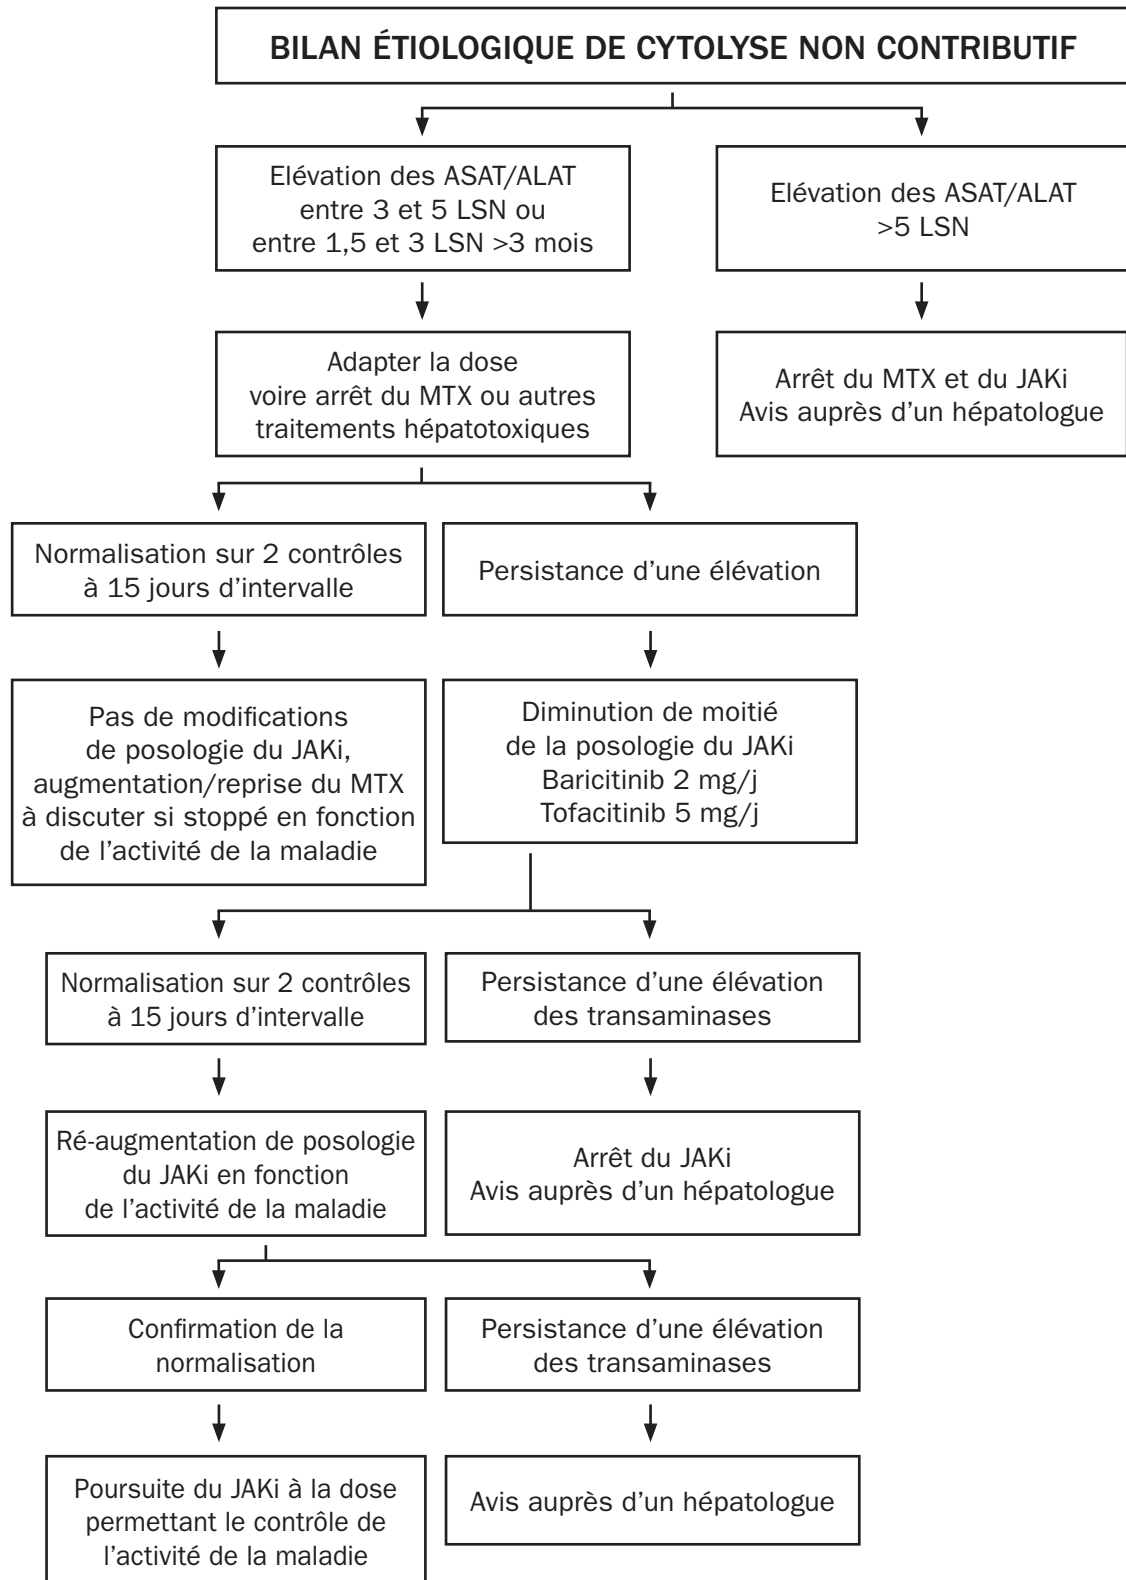 BILAN ÉTIOLOGIQUE DE CYTOLYSE NON CONTRIBUTIF
Elévation des ASAT/ALAT
entre 3 et 5 LSN ou
entre 1,5 et 3 LSN >3 mois
Elévation des ASAT/ALAT
>5 LSN
Adapter la dose
voire arrêt du MTX ou autres
traitements hépatotoxiques
Arrêt du MTX et du JAKi
Avis auprès d’un hépatologue
Normalisation sur 2 contrôles
à 15 jours d’intervalle
Persistance d’une élévation
Pas de modifications
de posologie du JAKi,
augmentation/reprise du MTX
à discuter si stoppé en fonction
de l’activité de la maladie
Diminution de moitié
de la posologie du JAKi
Baricitinib 2 mg/j
Tofacitinib 5 mg/j
Normalisation sur 2 contrôles
à 15 jours d’intervalle
Persistance d’une élévation
des transaminases
Ré-augmentation de posologie
du JAKi en fonction
de l’activité de la maladie
Arrêt du JAKi
Avis auprès d’un hépatologue
Confirmation de la
normalisation
Persistance d’une élévation
des transaminases
Poursuite du JAKi à la dose
permettant le contrôle de
l’activité de la maladie
Avis auprès d’un hépatologue